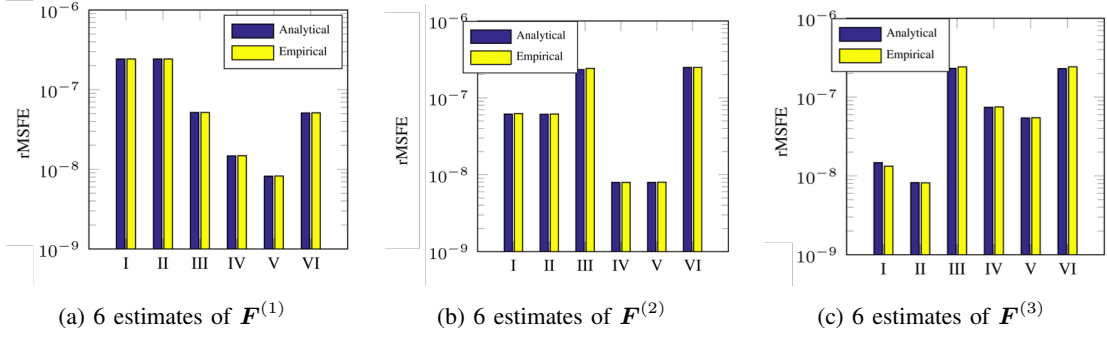 10⁻⁶
10⁻⁷
10⁻⁸
10⁻⁹
rMSFE
Analytical
Empirical
I II III IV V VI
(a) 6 estimates of F⁽¹⁾
10⁻⁶
10⁻⁷
10⁻⁸
10⁻⁹
rMSFE
Analytical
Empirical
I II III IV V VI
(b) 6 estimates of F⁽²⁾
10⁻⁶
10⁻⁷
10⁻⁸
10⁻⁹
rMSFE
Analytical
Empirical
I II III IV V VI
(c) 6 estimates of F⁽³⁾